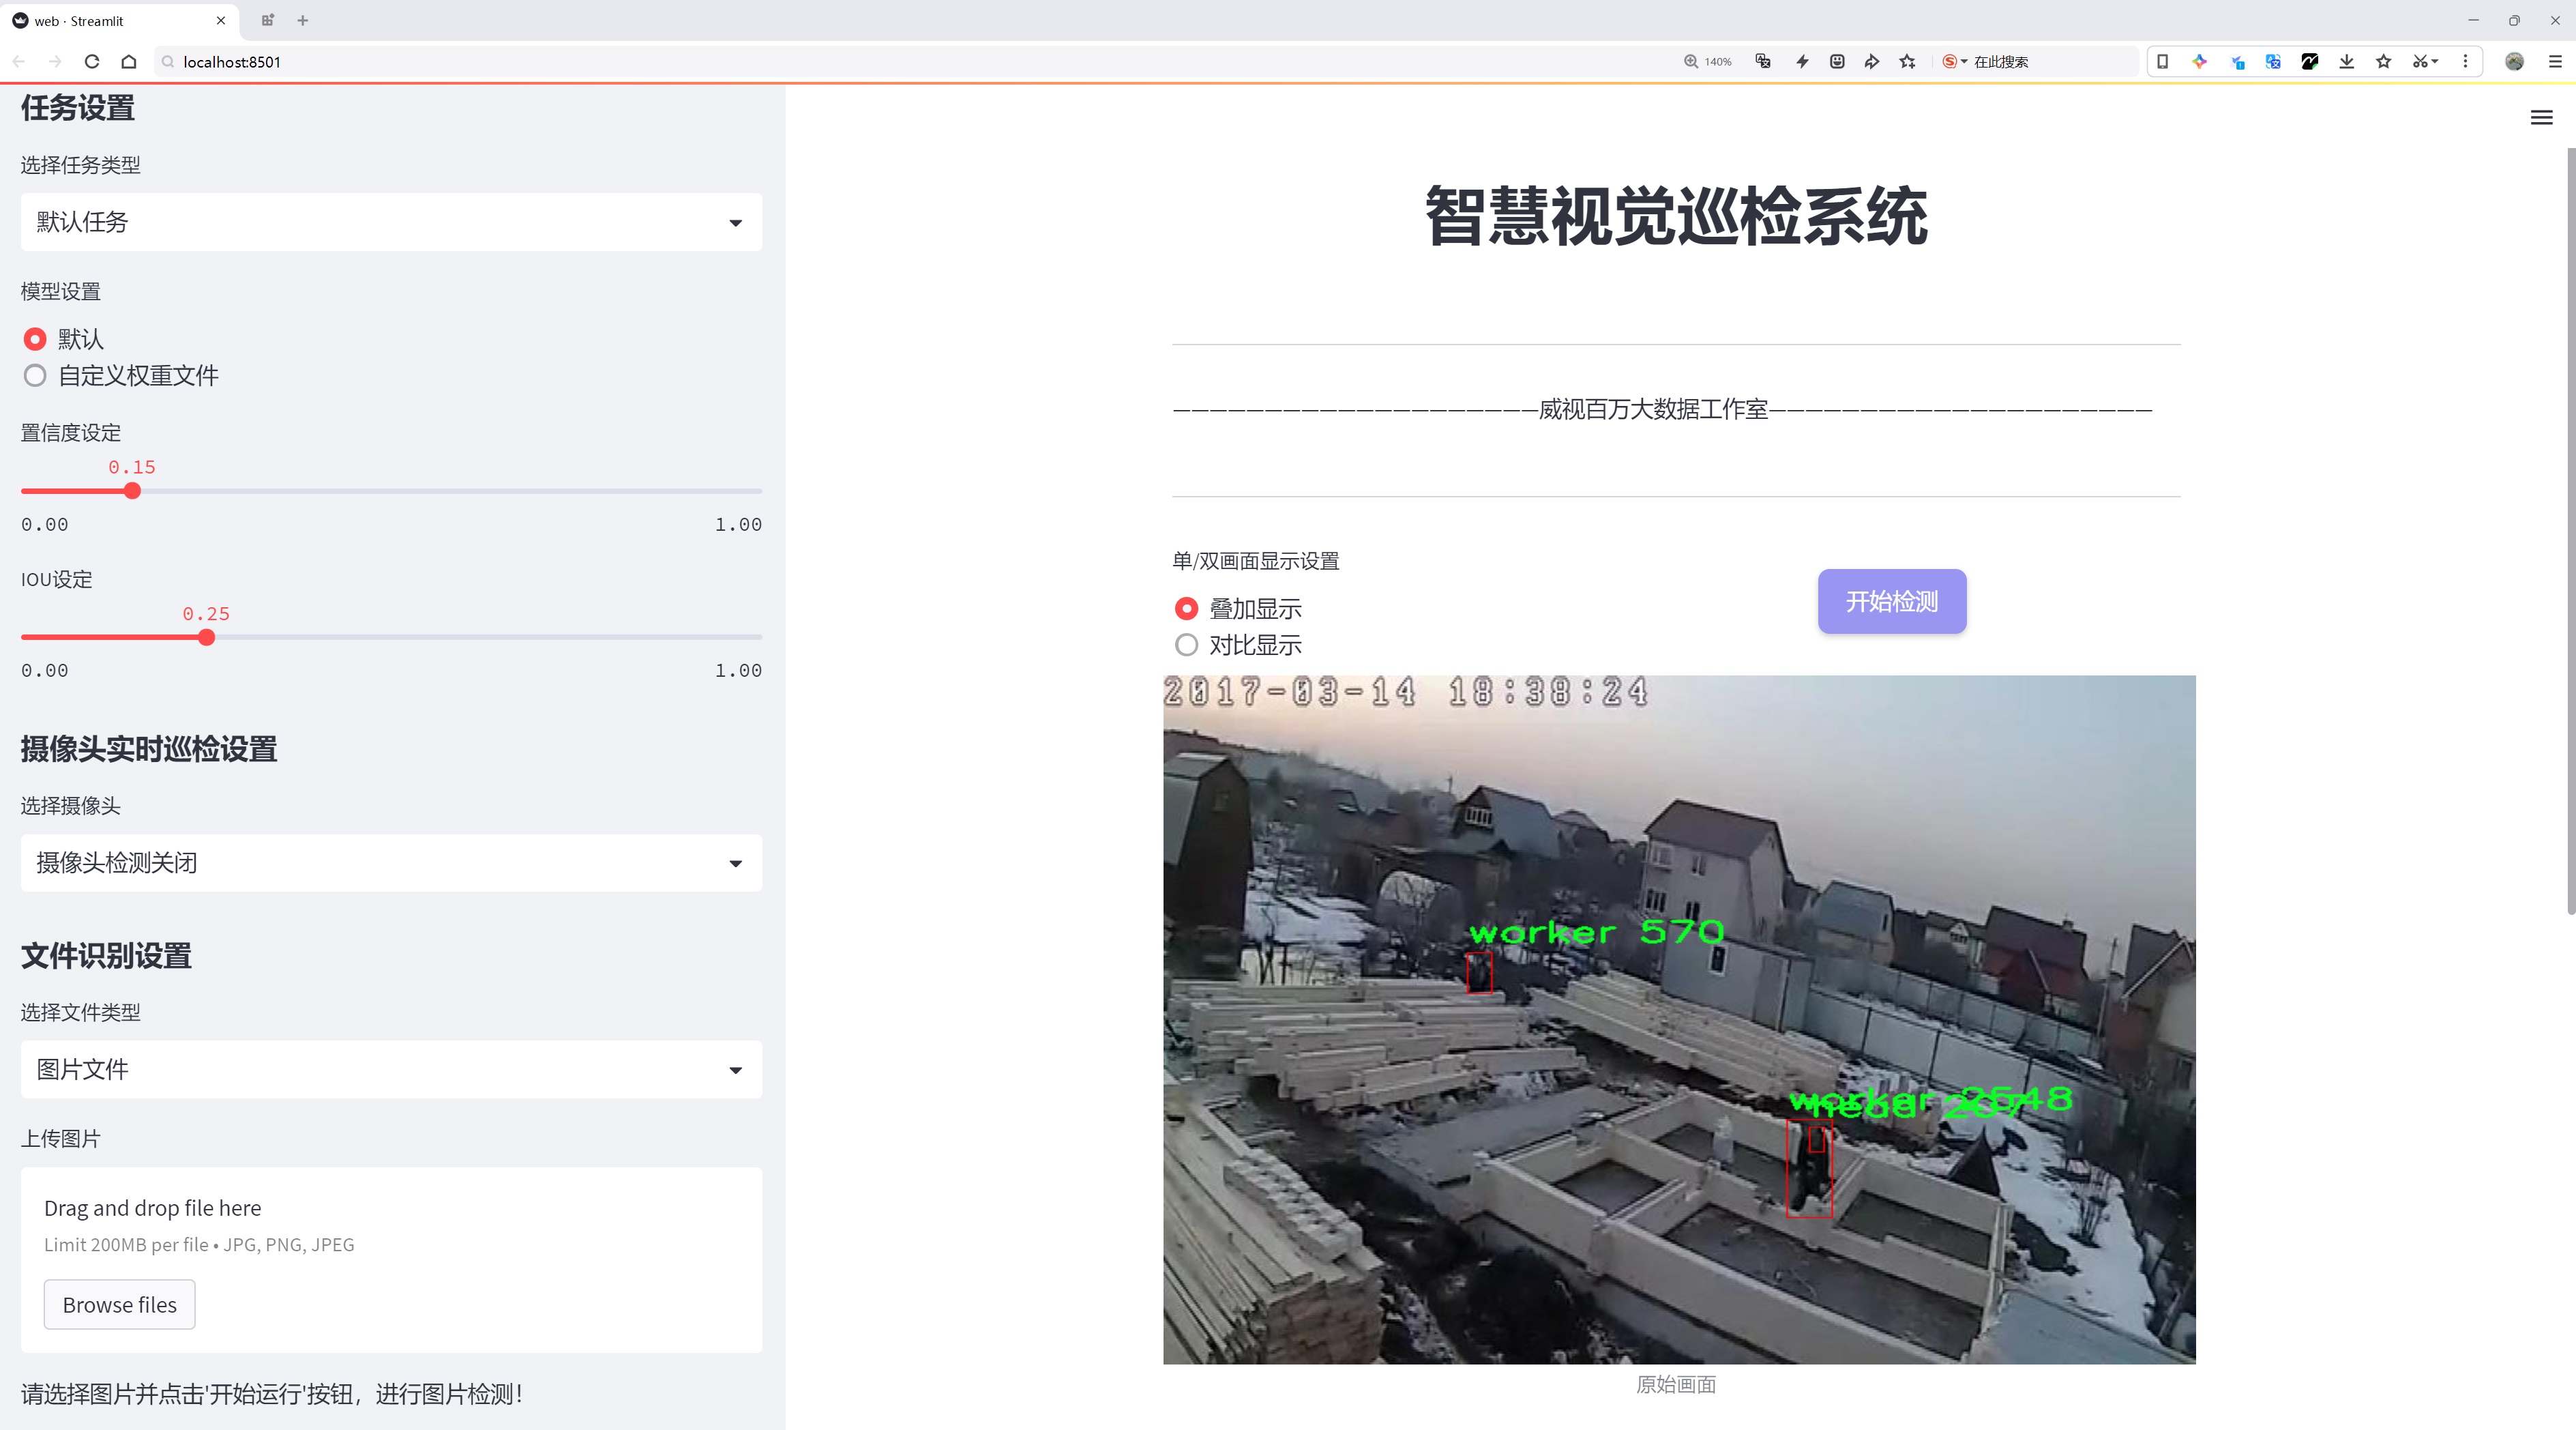 web · Streamlit
localhost:8501
140%
在此搜索
任务设置
选择任务类型
默认任务
模型设置
默认
自定义权重文件
置信度设定
0.15
0.00 1.00
IOU设定
0.25
0.00 1.00
摄像头实时巡检设置
选择摄像头
摄像头检测关闭
文件识别设置
选择文件类型
图片文件
上传图片
Drag and drop file here
Limit 200MB per file • JPG, PNG, JPEG
Browse files
请选择图片并点击'开始运行'按钮，进行图片检测！
智慧视觉巡检系统
—————————————————————威视百万大数据工作室——————————————————————
单/双画面显示设置
叠加显示
对比显示
开始检测
2017-03-14 18:38:24
worker 570
worker
head
原始画面